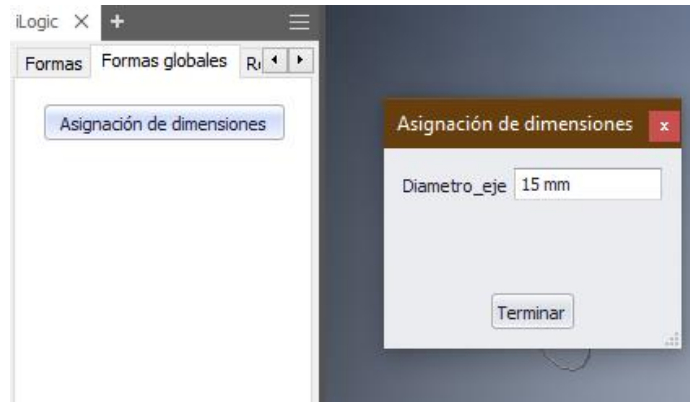 iLogic × +
Formas Formas globales R
Asignación de dimensiones
Asignación de dimensiones x
Diametro_eje 15 mm
Terminar